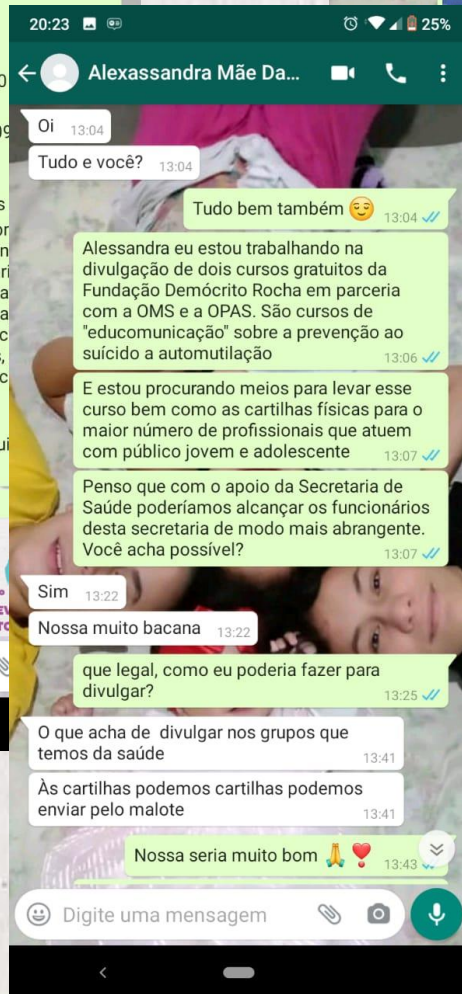 20:23
25%
Alexassandra Mãe Da...
Oi 13:04
Tudo e você? 13:04
Tudo bem também 😌 13:04
Alessandra eu estou trabalhando na
divulgação de dois cursos gratuitos da
Fundação Demócrito Rocha em parceria
com a OMS e a OPAS. São cursos de
"educomunicação" sobre a prevenção ao
suícido a automutilação 13:06
E estou procurando meios para levar esse
curso bem como as cartilhas físicas para o
maior número de profissionais que atuem
com público jovem e adolescente 13:07
Penso que com o apoio da Secretaria de
Saúde poderíamos alcançar os funcionários
desta secretaria de modo mais abrangente.
Você acha possível? 13:07
Sim 13:22
Nossa muito bacana 13:22
que legal, como eu poderia fazer para
divulgar? 13:25
O que acha de divulgar nos grupos que
temos da saúde 13:41
Às cartilhas podemos cartilhas podemos
enviar pelo malote 13:41
Nossa seria muito bom 🙏❣️ 13:43
Digite uma mensagem